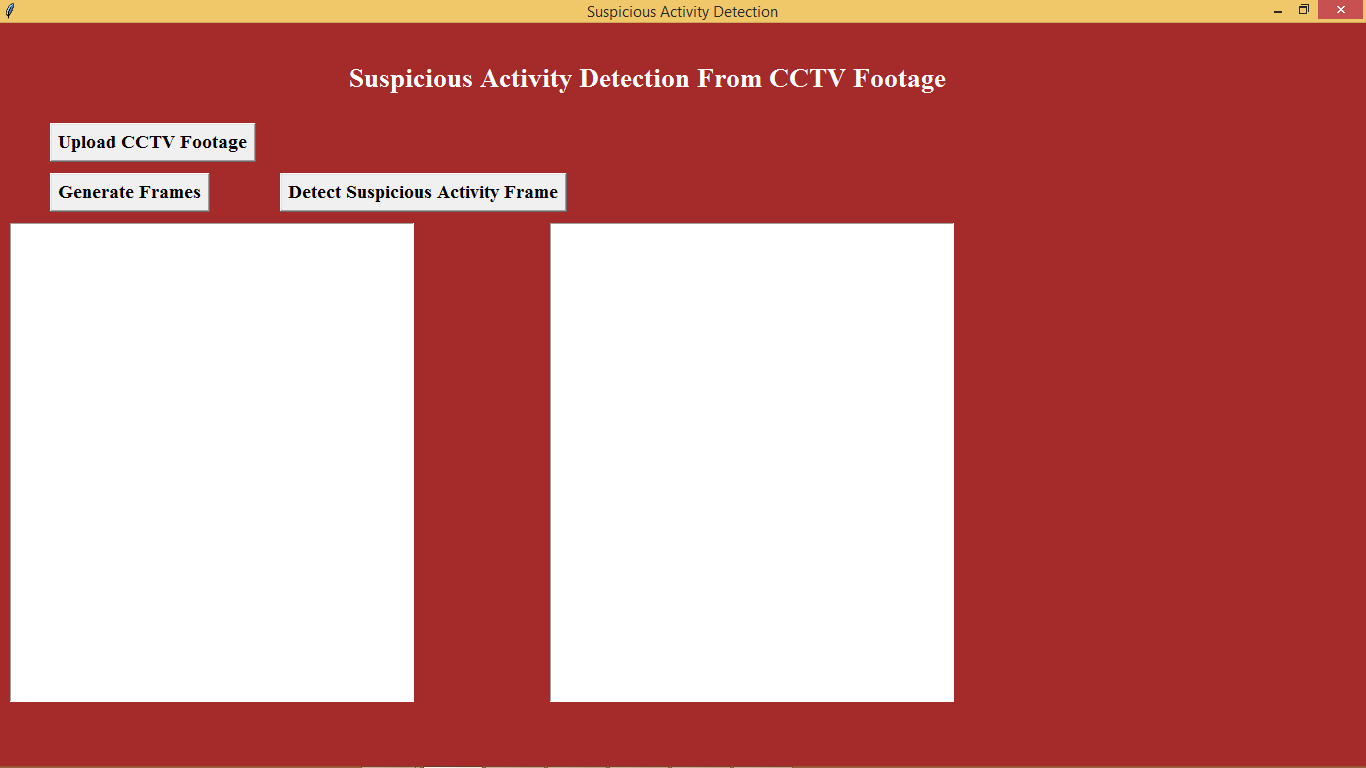 Suspicious Activity Detection
Suspicious Activity Detection From CCTV Footage
Upload CCTV Footage
Generate Frames
Detect Suspicious Activity Frame